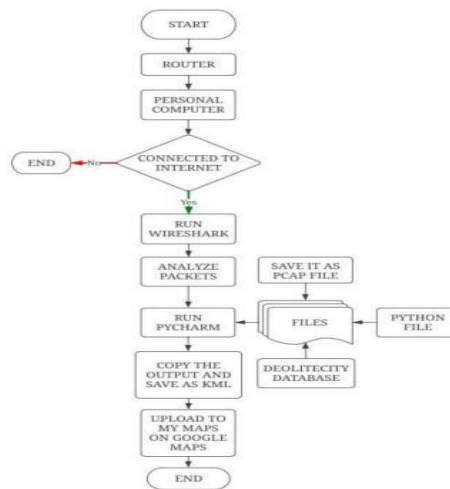 START
ROUTER
PERSONAL
COMPUTER
CONNECTED TO
INTERNET
No
END
Yes
RUN
WIRESHARK
ANALYZE
PACKETS
SAVE IT AS
PCAP FILE
RUN
PYCHARM
FILES
PYTHON
FILE
DEOLITECITY
DATABASE
COPY THE
OUTPUT AND
SAVE AS KML
UPLOAD TO
MY MAPS
ON GOOGLE
MAPS
END